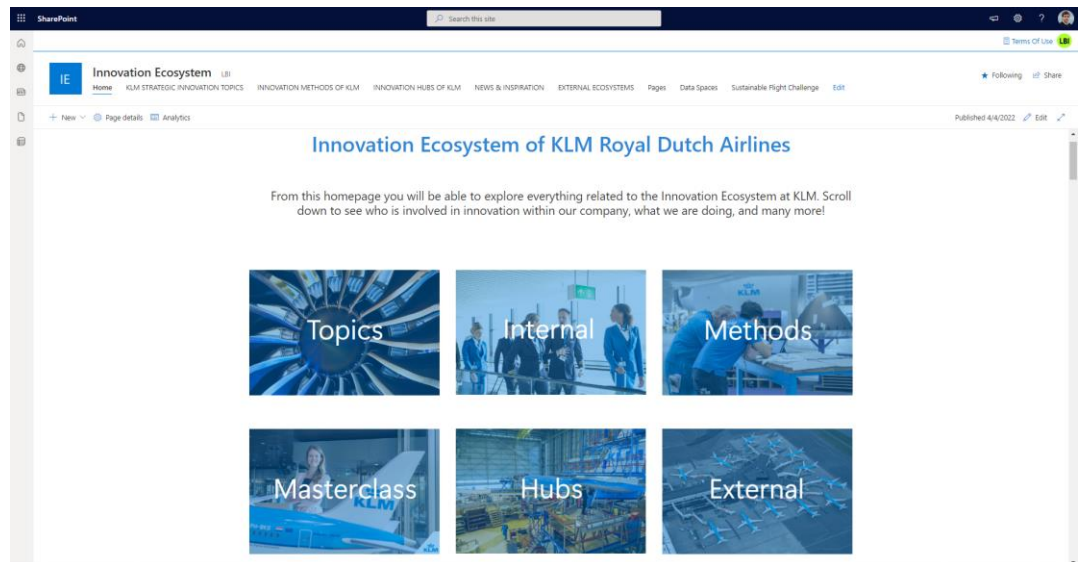 SharePoint
Search this site
?
Terms Of Use LBI
IE
Innovation Ecosystem LBI
Following Share
Home KLM STRATEGIC INNOVATION TOPICS INNOVATION METHODS OF KLM INNOVATION HUBS OF KLM NEWS & INSPIRATION EXTERNAL ECOSYSTEMS Pages Data Spaces Sustainable Flight Challenge Edit
+ New Page details Analytics
Published 4/4/2022 Edit
Innovation Ecosystem of KLM Royal Dutch Airlines
From this homepage you will be able to explore everything related to the Innovation Ecosystem at KLM. Scroll
down to see who is involved in innovation within our company, what we are doing, and many more!
Topics Internal Methods
KLM
Masterclass Hubs External
KLM
KLM